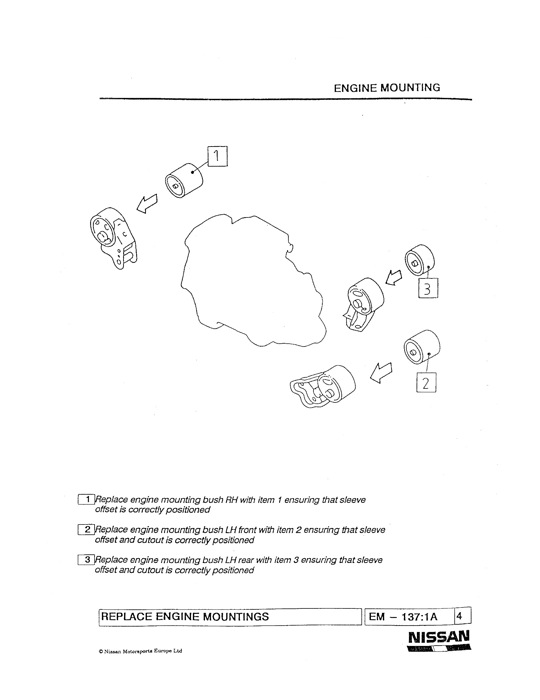 ENGINE MOUNTING
1
3
2
1 Replace engine mounting bush RH with item 1 ensuring that sleeve
offset is correctly positioned
2 Replace engine mounting bush LH front with item 2 ensuring that sleeve
offset and cutout is correctly positioned
3 Replace engine mounting bush LH rear with item 3 ensuring that sleeve
offset and cutout is correctly positioned
REPLACE ENGINE MOUNTINGS EM – 137:1A 4
NISSAN
© Nissan Motorsports Europe Ltd